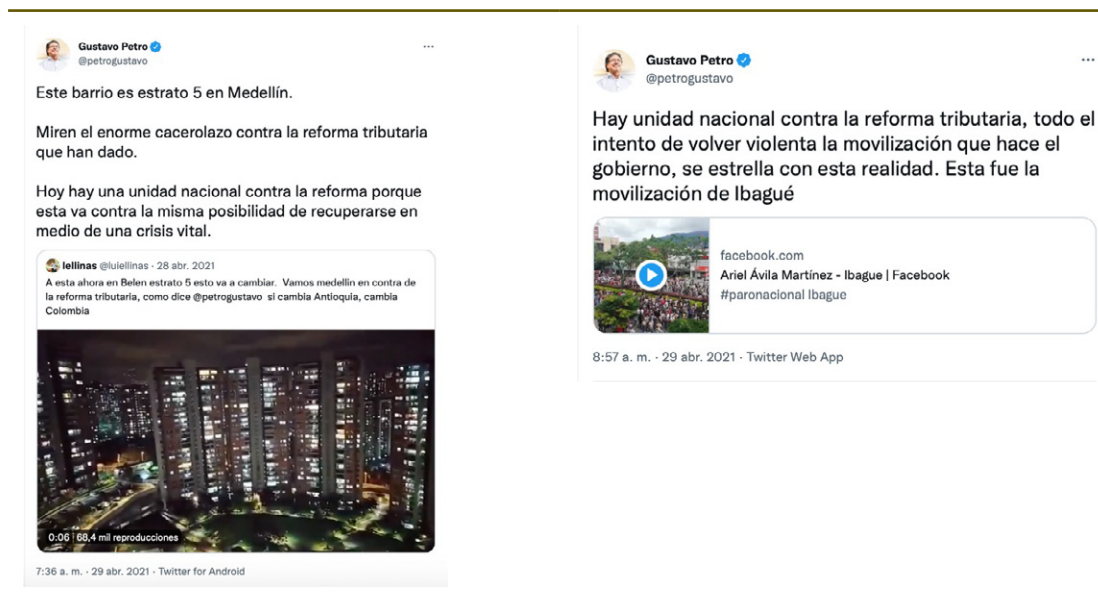 Gustavo Petro
@petrogustavo
Este barrio es estrato 5 en Medellín.
Miren el enorme cacerolazo contra la reforma tributaria
que han dado.
Hoy hay una unidad nacional contra la reforma porque
esta va contra la misma posibilidad de recuperarse en
medio de una crisis vital.
lellinas @lulellinas · 28 abr. 2021
A esta ahora en Belen estrato 5 esto va a cambiar. Vamos medellin en contra de
la reforma tributaria, como dice @petrogustavo si cambia Antioquia, cambia
Colombia
0:06 68,4 mil reproducciones
7:36 a. m. · 29 abr. 2021 · Twitter for Android
Gustavo Petro
@petrogustavo
Hay unidad nacional contra la reforma tributaria, todo el
intento de volver violenta la movilización que hace el
gobierno, se estrella con esta realidad. Esta fue la
movilización de Ibagué
facebook.com
Ariel Ávila Martínez - Ibague | Facebook
#paronacional Ibague
8:57 a. m. · 29 abr. 2021 · Twitter Web App